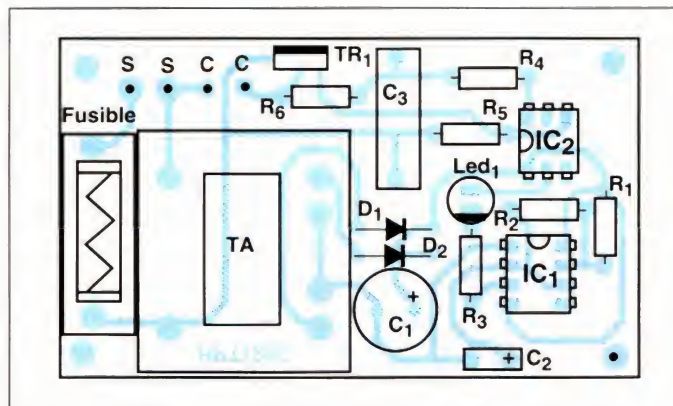 S S C C TR₁
R₆ C₃ R₄
Fusible
R₅ IC₂
Led₁ R₁
D₁ R₂
TA D₂ IC₁
+ C₁ R₃
+ C₂